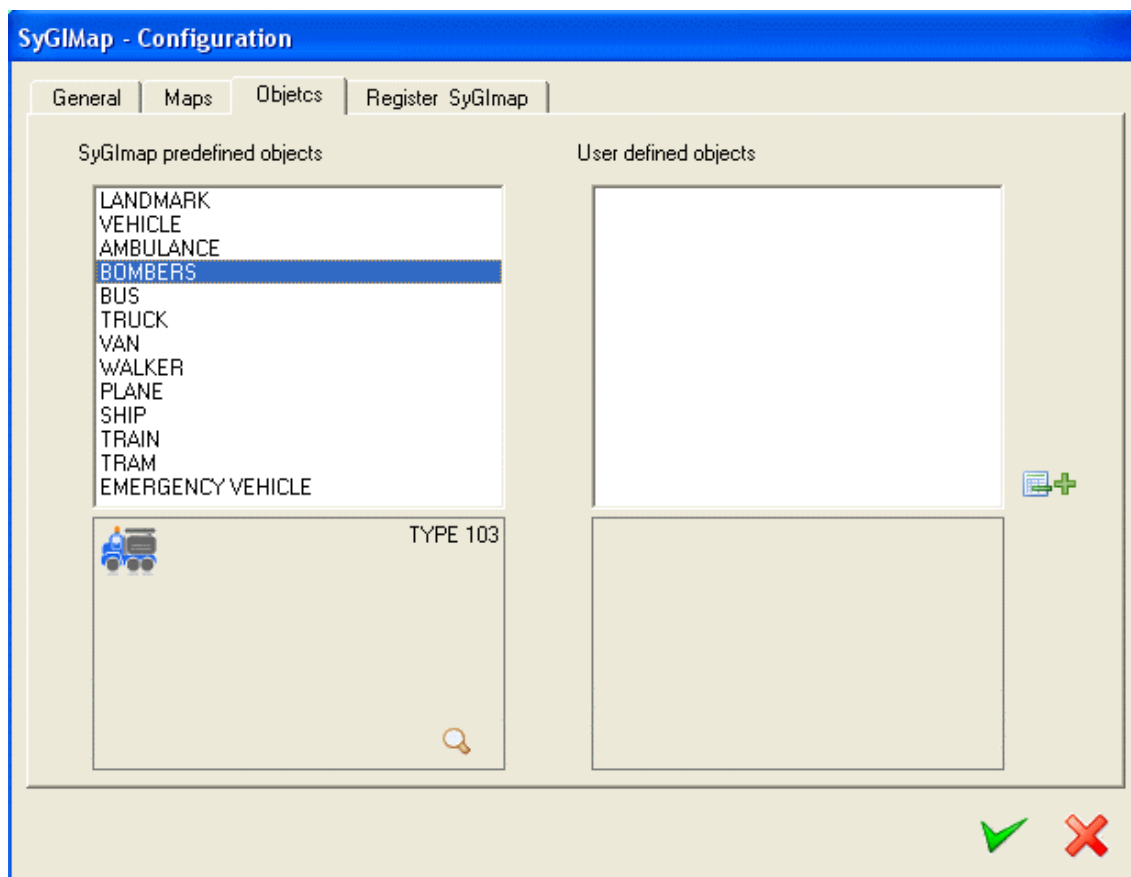 SyGIMap - Configuration
General Maps Objetcs Register SyGImap
SyGImap predefined objects User defined objects
LANDMARK
VEHICLE
AMBULANCE
BOMBERS
BUS
TRUCK
VAN
WALKER
PLANE
SHIP
TRAIN
TRAM
EMERGENCY VEHICLE
TYPE 103